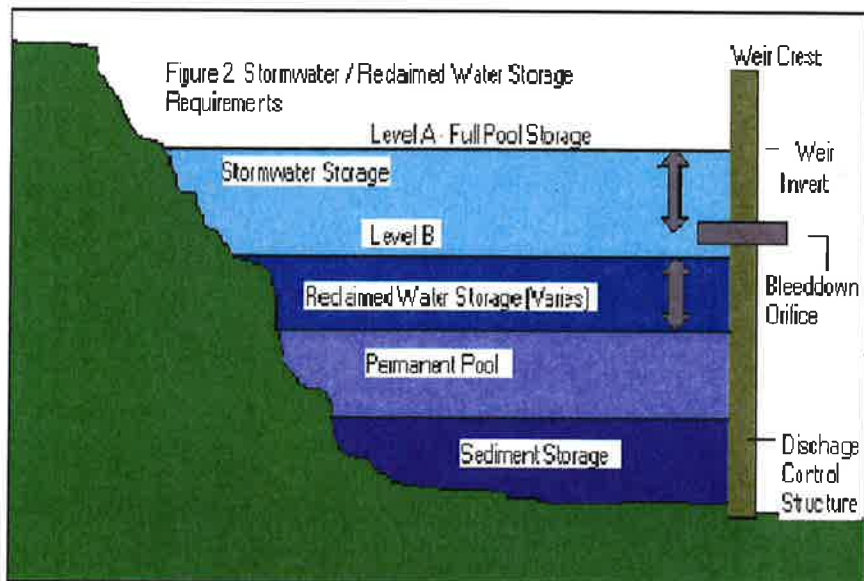 Figure 2. Stormwater / Reclaimed Water Storage
Requirements
Weir Crest
Level A - Full Pool Storage
Weir
Invert
Stormwater Storage
Level B
Bleeddown
Orifice
Reclaimed Water Storage (Varies)
Permanent Pool
Sediment Storage
Dischage
Control
Structure